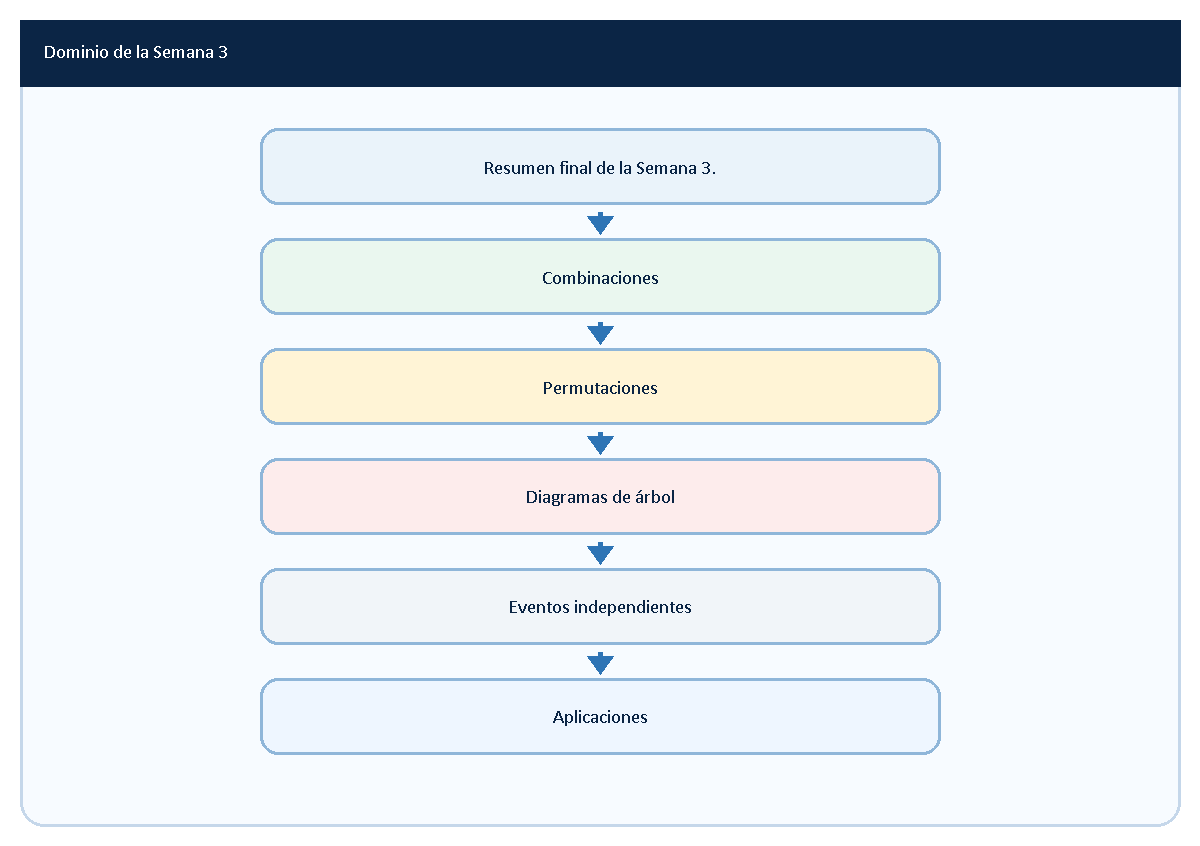 Dominio de la Semana 3
Resumen final de la Semana 3.
Combinaciones
Permutaciones
Diagramas de árbol
Eventos independientes
Aplicaciones